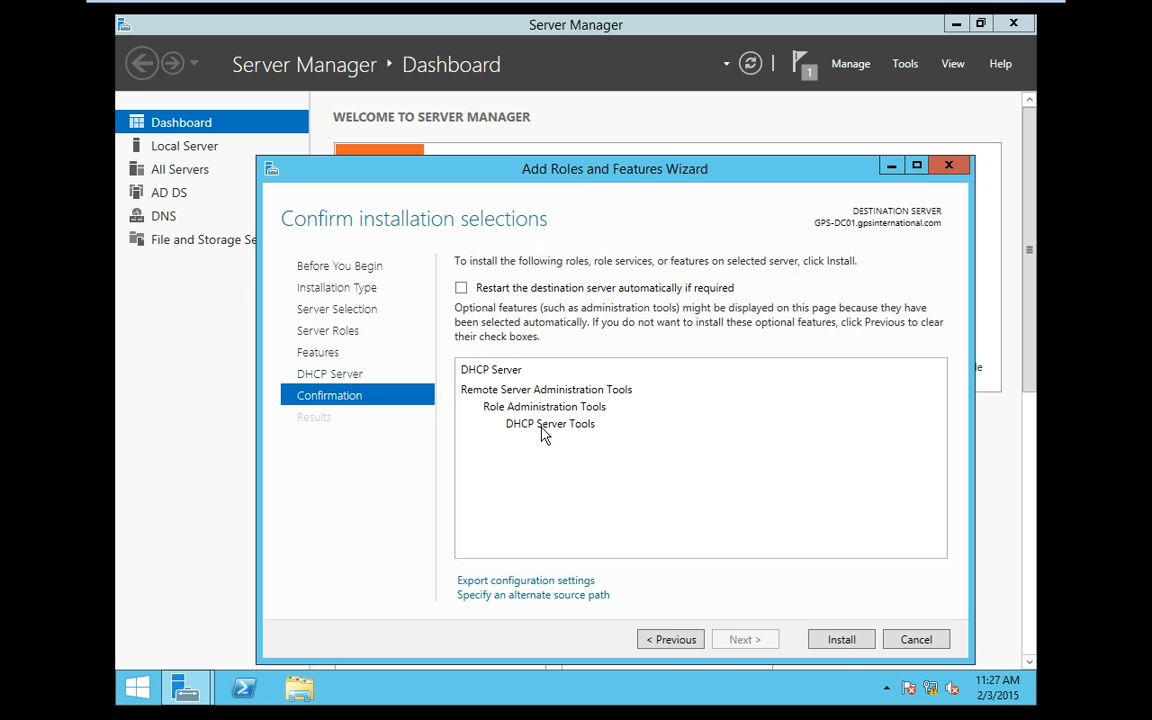 Server Manager
Server Manager Dashboard
1
Manage Tools View Help
Dashboard
Local Server
All Servers
AD DS
DNS
File and Storage Se
WELCOME TO SERVER MANAGER
Add Roles and Features Wizard
Confirm installation selections
DESTINATION SERVER
GPS-DC01.gpsinternational.com
Before You Begin
Installation Type
Server Selection
Server Roles
Features
DHCP Server
Confirmation
Results
To install the following roles, role services, or features on selected server, click Install.
Restart the destination server automatically if required
Optional features (such as administration tools) might be displayed on this page because they have
been selected automatically. If you do not want to install these optional features, click Previous to clear
their check boxes.
DHCP Server
Remote Server Administration Tools
Role Administration Tools
DHCP Server Tools
Export configuration settings
Specify an alternate source path
< Previous Next > Install Cancel
11:27 AM
2/3/2015